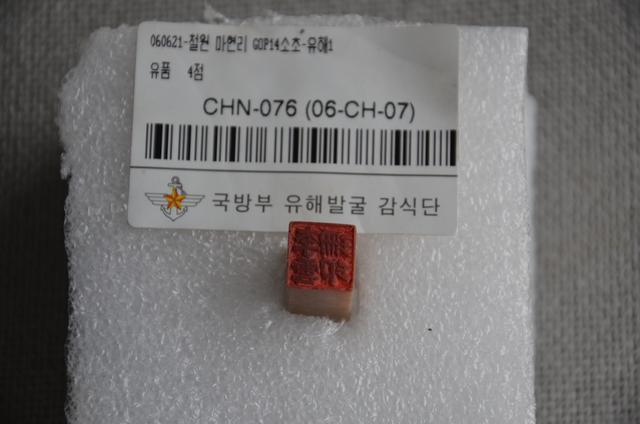 060621-철원 마현리 GOP14소초-유해1
유품 4점
CHN-076 (06-CH-07)
국방부 유해발굴 감식단